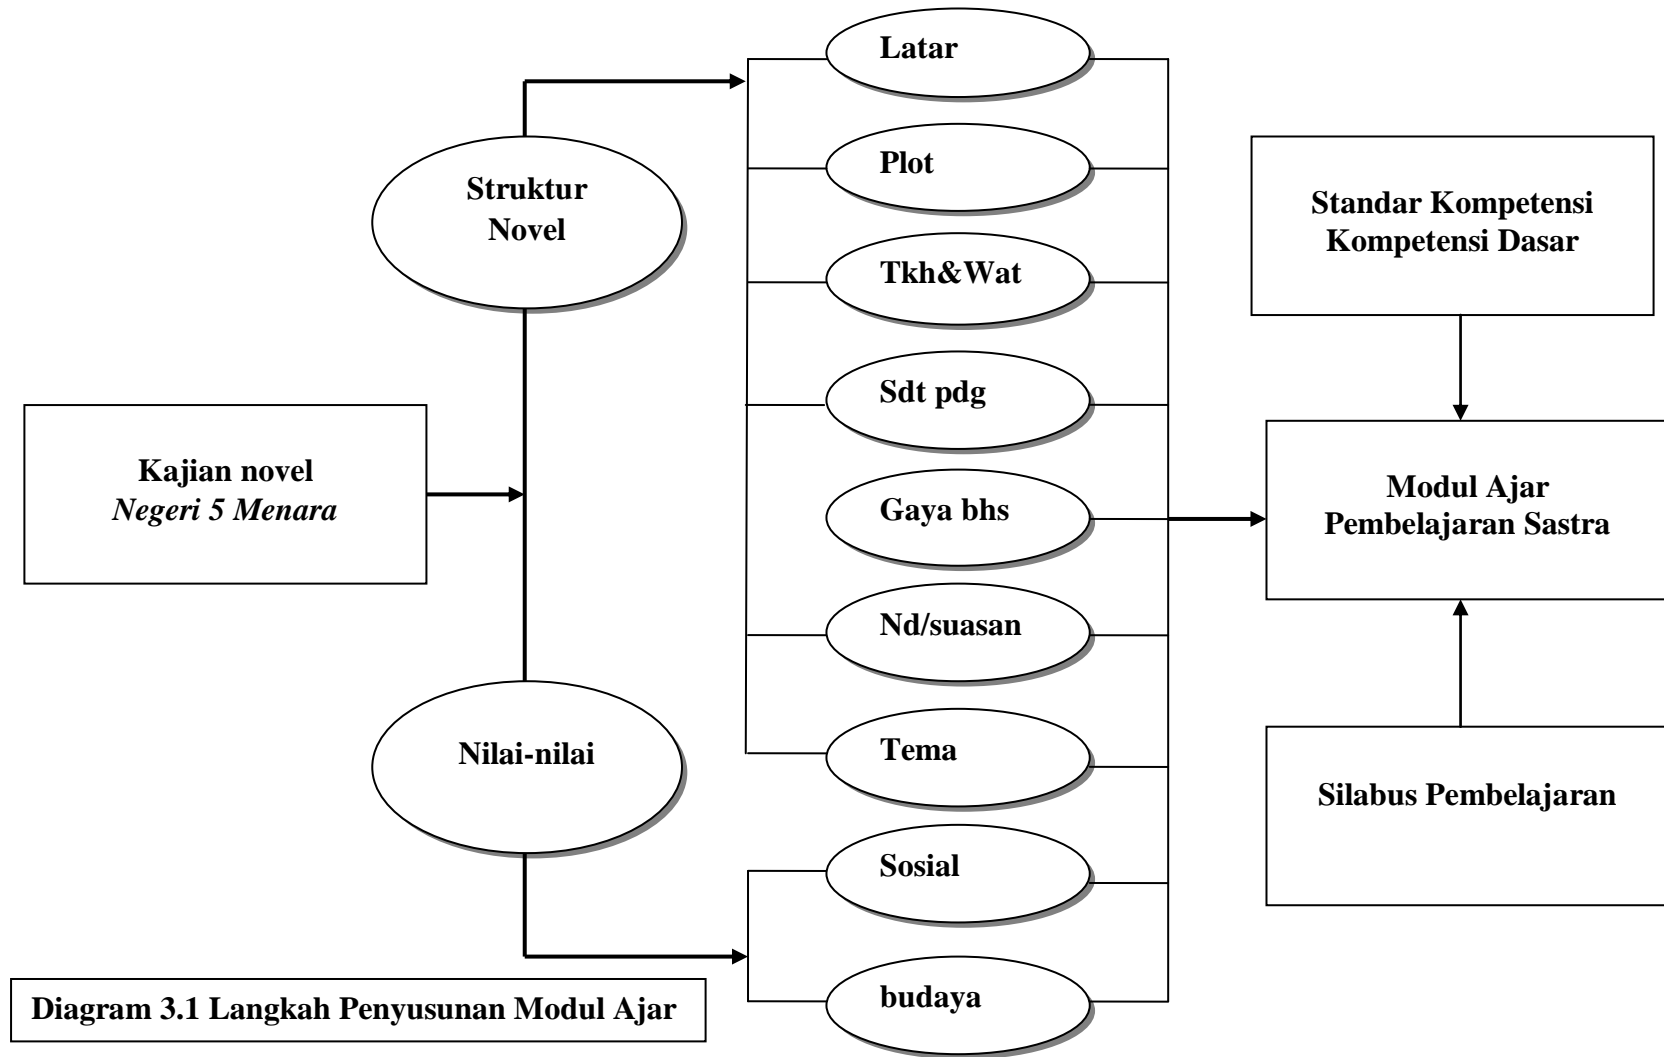 Latar
Plot
Struktur
Novel
Standar Kompetensi
Kompetensi Dasar
Tkh&Wat
Sdt pdg
Kajian novel
Negeri 5 Menara
Gaya bhs
Modul Ajar
Pembelajaran Sastra
Nd/suasan
Nilai-nilai
Tema
Silabus Pembelajaran
Sosial
budaya
Diagram 3.1 Langkah Penyusunan Modul Ajar